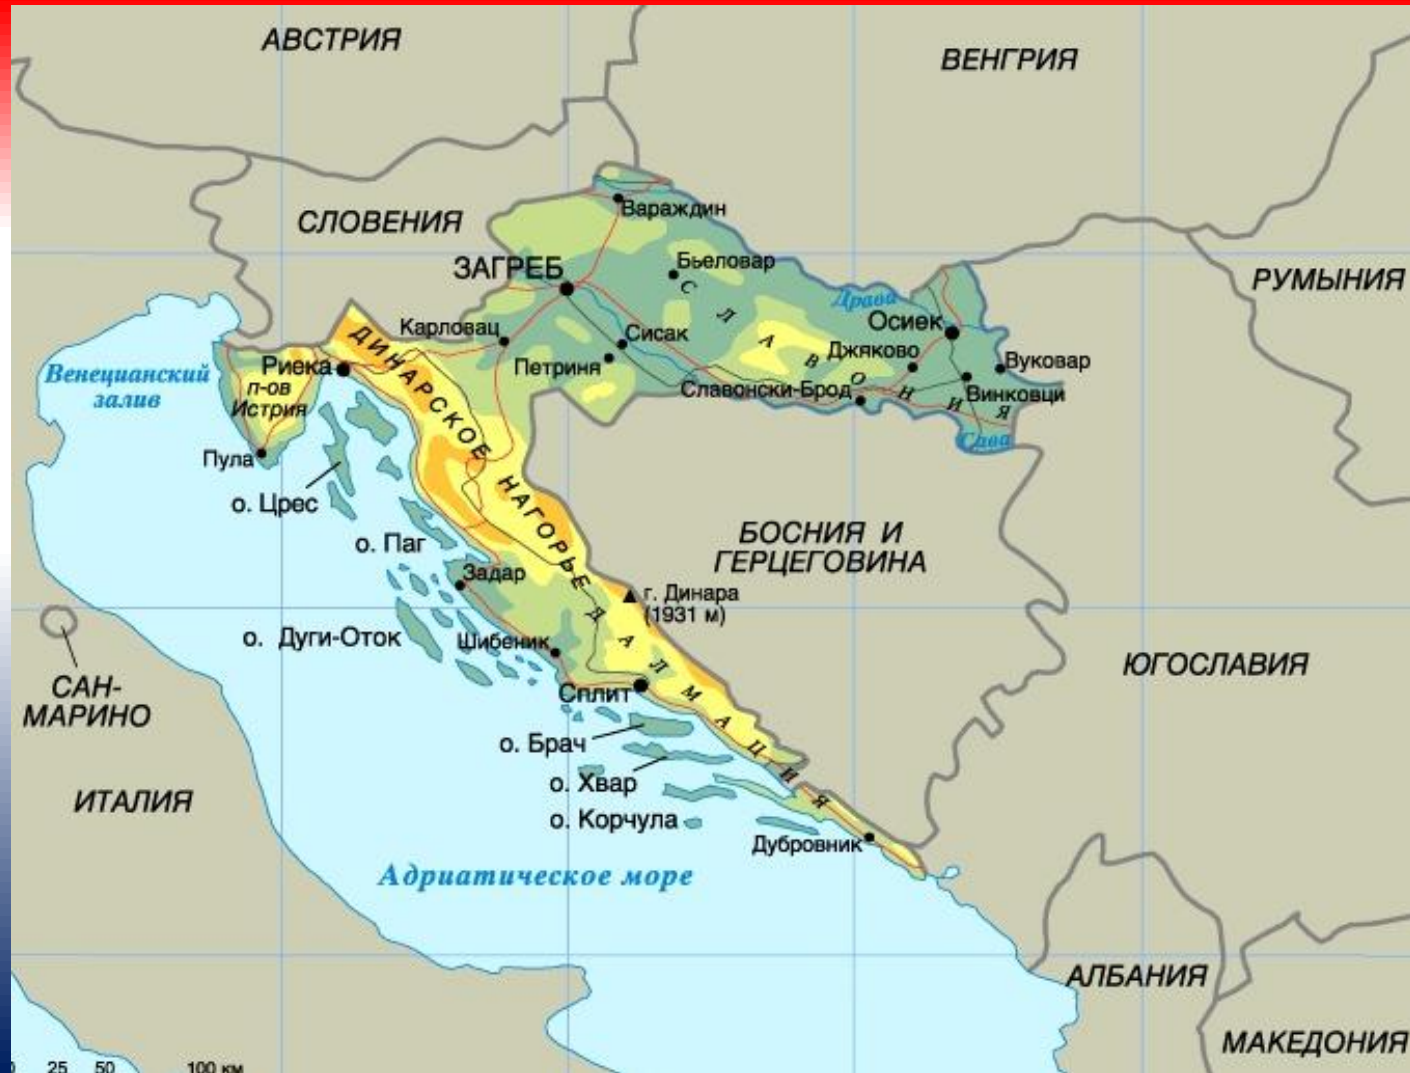 АВСТРИЯ
ВЕНГРИЯ
СЛОВЕНИЯ
Вараждин
Бьеловар
ЗАГРЕБ
РУМЫНИЯ
Драва
Осиек
Карловац
Сисак
СЛАВОНИЯ
Джяково
Вуковар
Петриня
Риека
Венецианский
залив
п-ов
Истрия
Славонски-Брод
Винковци
Сава
ДИНАРСКОЕ НАГОРЬЕ
Пула
о. Црес
о. Паг
БОСНИЯ И
ГЕРЦЕГОВИНА
Задар
г. Динара
(1931 м)
о. Дуги-Оток
Шибеник
ДАЛМАЦИЯ
ЮГОСЛАВИЯ
САН-
МАРИНО
Сплит
о. Брач
о. Хвар
ИТАЛИЯ
о. Корчула
Дубровник
Адриатическое море
АЛБАНИЯ
МАКЕДОНИЯ
25 50 100 км